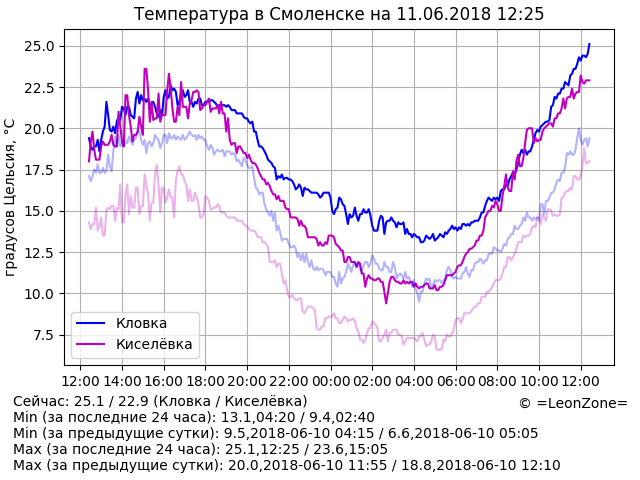 Температура в Смоленске на 11.06.2018 12:25
градусов Цельсия, °C
25.0
22.5
20.0
17.5
15.0
12.5
10.0
7.5
Кловка
Киселёвка
12:00 14:00 16:00 18:00 20:00 22:00 00:00 02:00 04:00 06:00 08:00 10:00 12:00
Сейчас: 25.1 / 22.9 (Кловка / Киселёвка)
© =LeonZone=
Min (за последние 24 часа): 13.1,04:20 / 9.4,02:40
Min (за предыдущие сутки): 9.5,2018-06-10 04:15 / 6.6,2018-06-10 05:05
Max (за последние 24 часа): 25.1,12:25 / 23.6,15:05
Max (за предыдущие сутки): 20.0,2018-06-10 11:55 / 18.8,2018-06-10 12:10